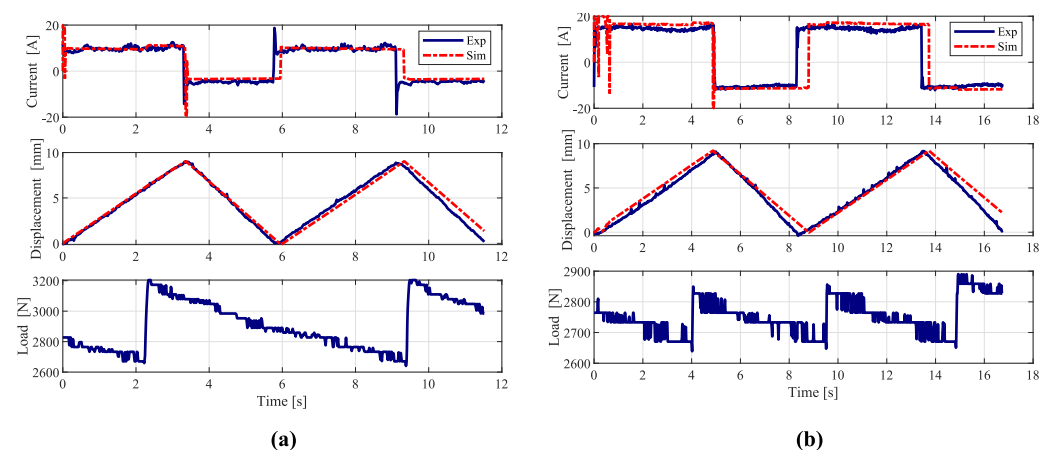 20
0
-20
Current [A]
Exp
Sim
0 2 4 6 8 10 12
10
5
0
Displacement [mm]
0 2 4 6 8 10 12
3200
3000
2800
2600
Load [N]
0 2 4 6 8 10 12
Time [s]
(a)
20
0
-20
Current [A]
Exp
Sim
0 2 4 6 8 10 12 14 16 18
10
5
0
Displacement [mm]
0 2 4 6 8 10 12 14 16 18
2900
2800
2700
2600
Load [N]
0 2 4 6 8 10 12 14 16 18
Time [s]
(b)